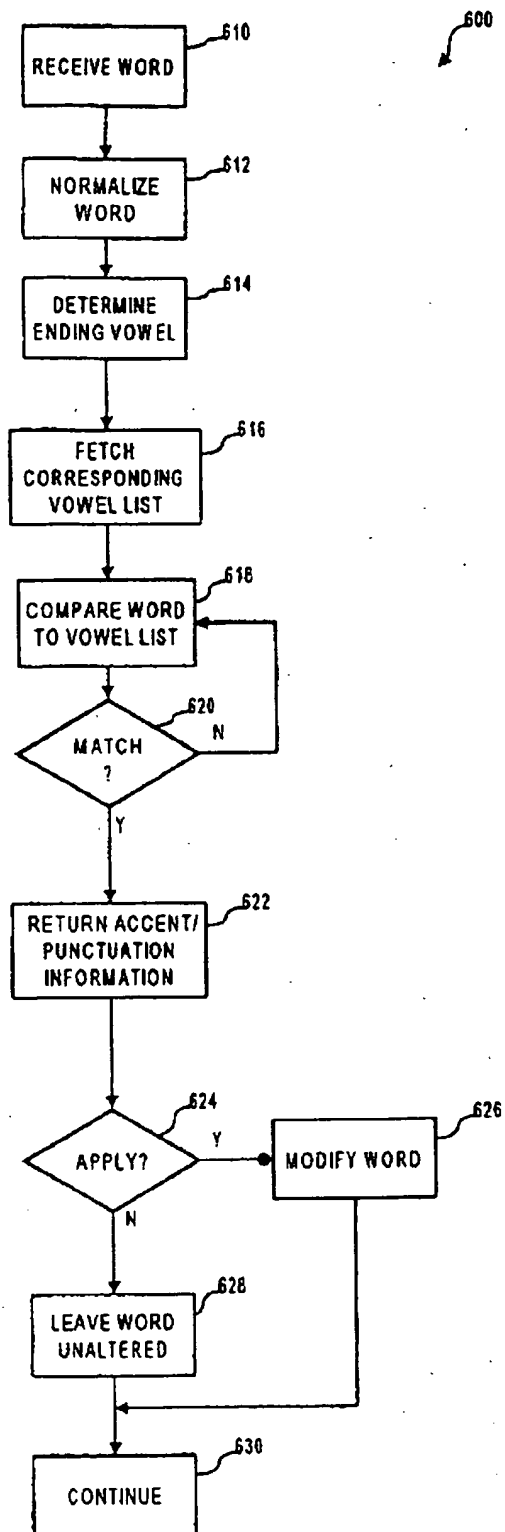 600
610
RECEIVE WORD
612
NORMALIZE
WORD
614
DETERMINE
ENDING VOWEL
616
FETCH
CORRESPONDING
VOWEL LIST
618
COMPARE WORD
TO VOWEL LIST
620
N
MATCH
?
Y
622
RETURN ACCENT/
PUNCTUATION
INFORMATION
624
626
APPLY?
Y
MODIFY WORD
N
628
LEAVE WORD
UNALTERED
630
CONTINUE